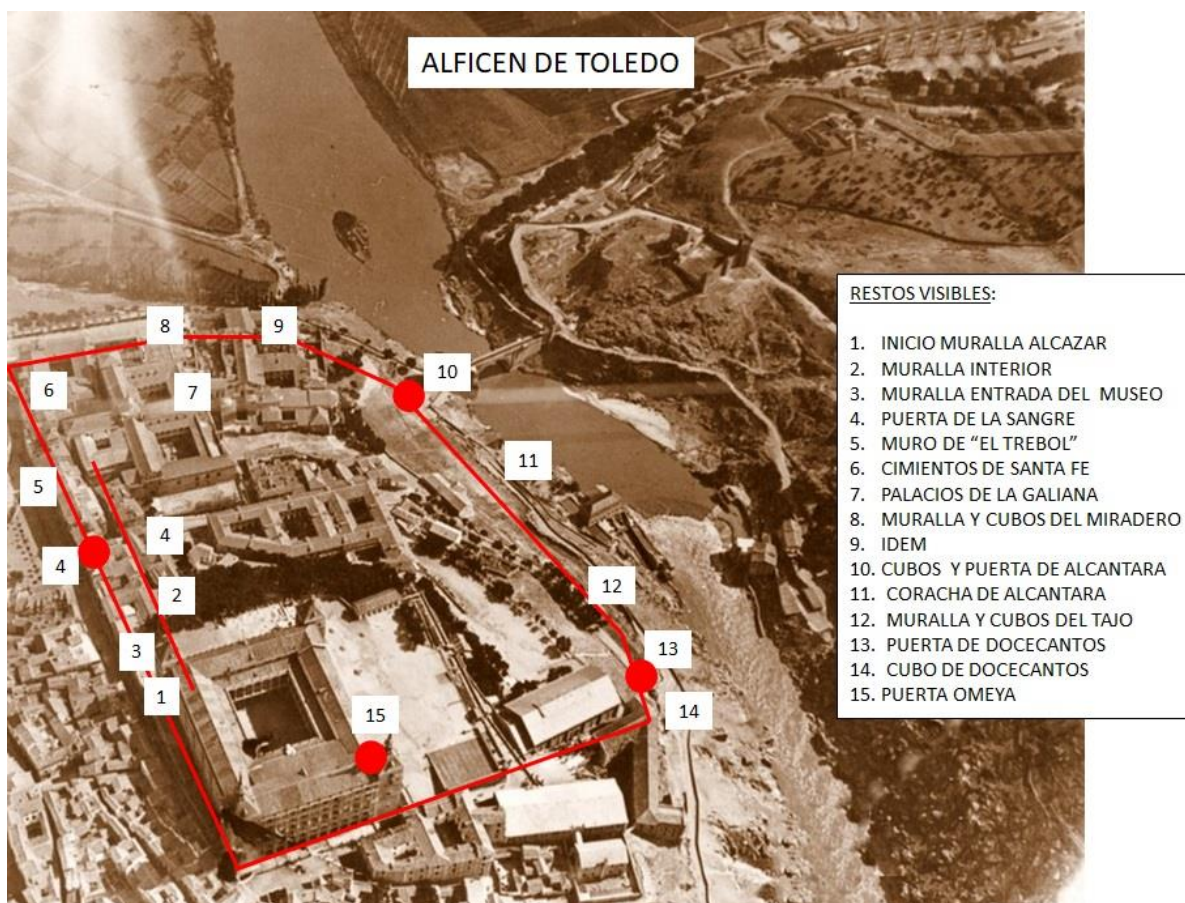 ALFICEN DE TOLEDO
8
9
6
7
10
5
11
4
4
2
12
3
13
1
14
15
RESTOS VISIBLES:
1. INICIO MURALLA ALCAZAR
2. MURALLA INTERIOR
3. MURALLA ENTRADA DEL MUSEO
4. PUERTA DE LA SANGRE
5. MURO DE "EL TREBOL"
6. CIMIENTOS DE SANTA FE
7. PALACIOS DE LA GALIANA
8. MURALLA Y CUBOS DEL MIRADERO
9. IDEM
10. CUBOS Y PUERTA DE ALCANTARA
11. CORACHA DE ALCANTARA
12. MURALLA Y CUBOS DEL TAJO
13. PUERTA DE DOCECANTOS
14. CUBO DE DOCECANTOS
15. PUERTA OMEYA